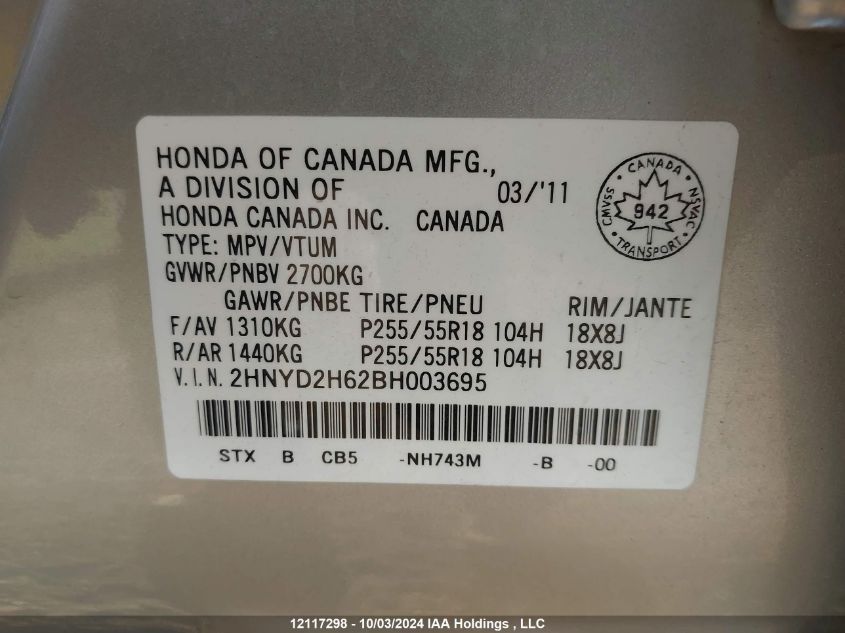 HONDA OF CANADA MFG.,
A DIVISION OF 03/'11
HONDA CANADA INC. CANADA
TYPE: MPV/VTUM
GVWR/PNBV 2700KG
GAWR/PNBE TIRE/PNEU RIM/JANTE
F/AV 1310KG P255/55R18 104H 18X8J
R/AR 1440KG P255/55R18 104H 18X8J
V.I.N. 2HNYD2H62BH003695
STX B CB5 -NH743M -B -00
CANADA
CMVSS 942 NSVAC
TRANSPORT
12117298 - 10/03/2024 IAA Holdings , LLC